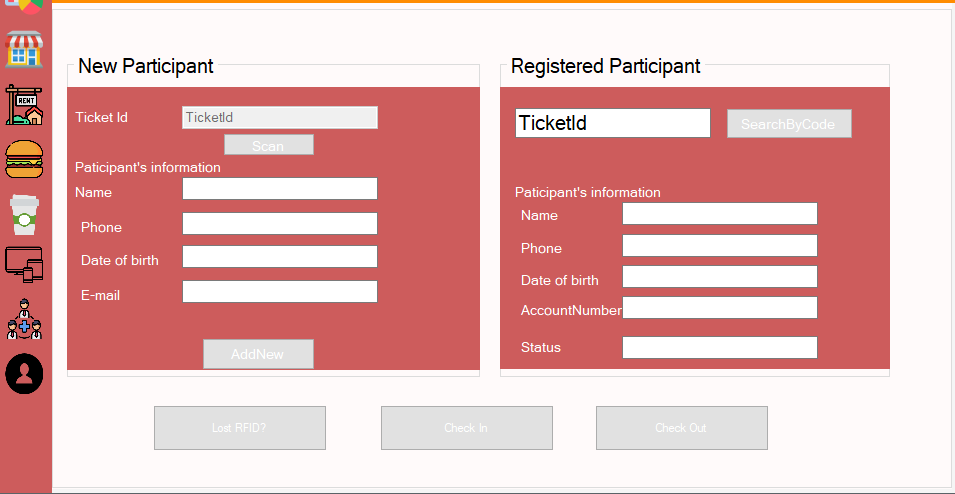 RENT
New Participant
Ticket Id
TicketId
Scan
Paticipant's information
Name
Phone
Date of birth
E-mail
AddNew
Registered Participant
TicketId
SearchByCode
Paticipant's information
Name
Phone
Date of birth
AccountNumber
Status
Lost RFID?
Check In
Check Out